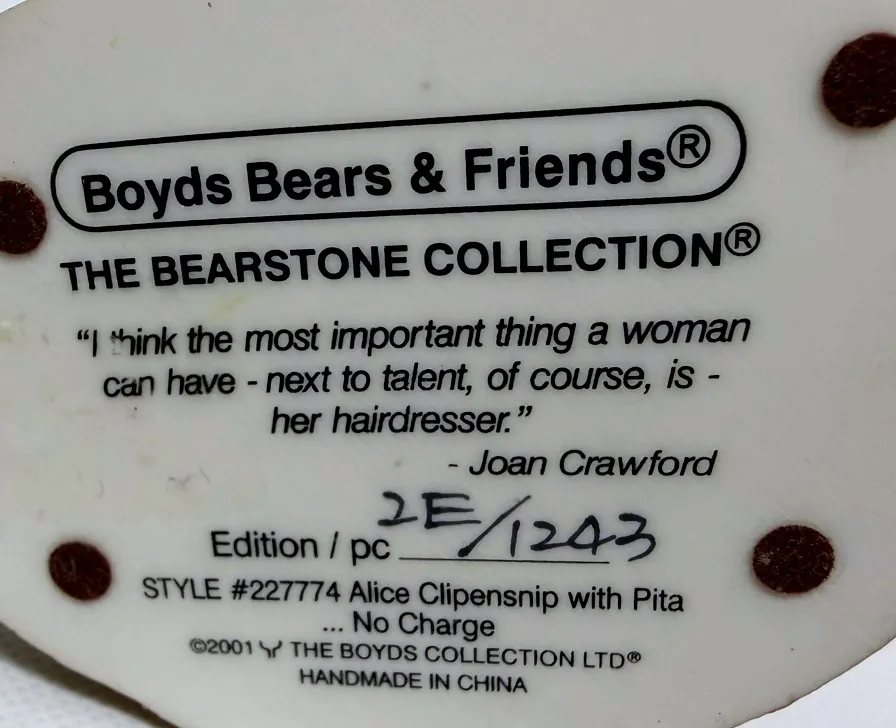 Boyds Bears & Friends®
THE BEARSTONE COLLECTION®
“I think the most important thing a woman
can have - next to talent, of course, is -
her hairdresser.”
- Joan Crawford
Edition / pc 2E/1243
STYLE #227774 Alice Clipensnip with Pita
... No Charge
©2001 THE BOYDS COLLECTION LTD®
HANDMADE IN CHINA